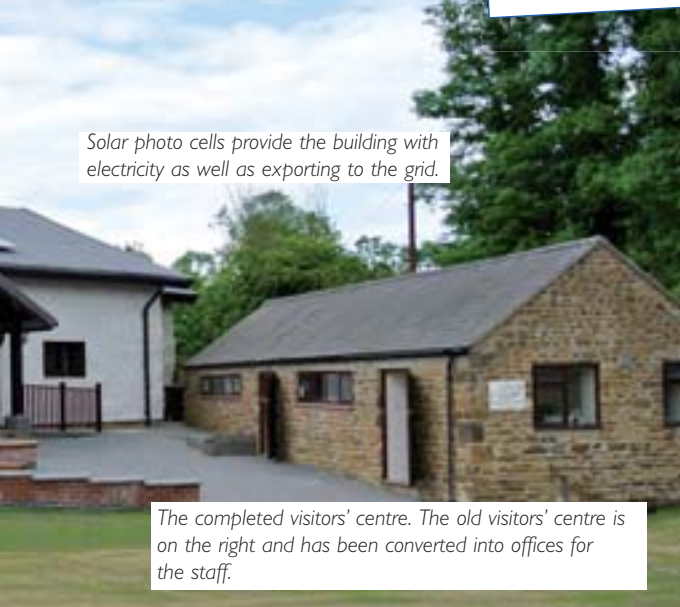 Solar photo cells provide the building with
electricity as well as exporting to the grid.
The completed visitors' centre. The old visitors' centre is
on the right and has been converted into offices for
the staff.